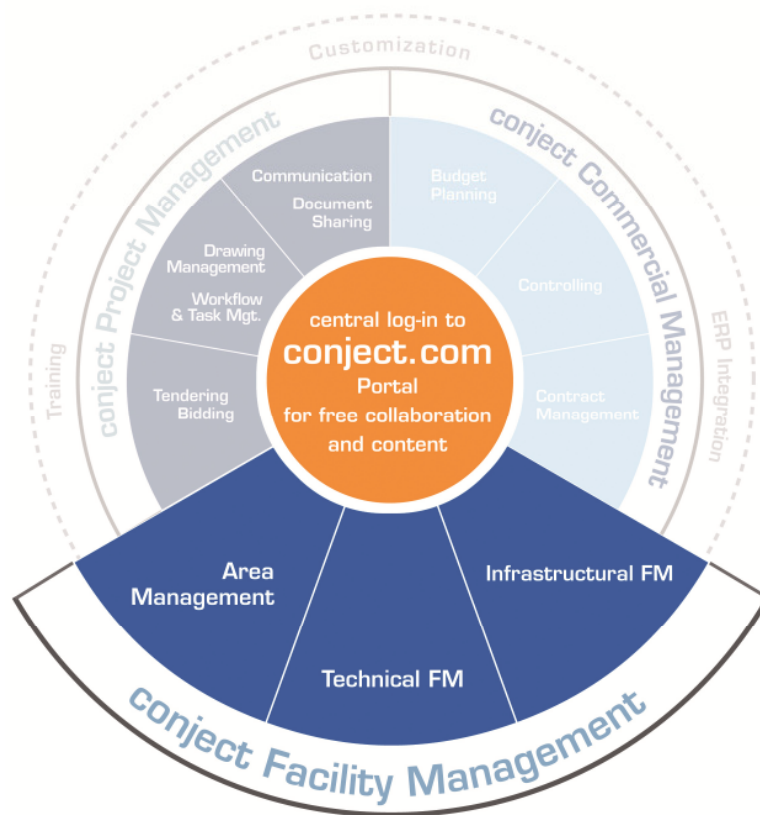 Customization
conject Project Management
conject Commercial Management
Communication
Document
Sharing
Budget
Planning
Drawing
Management
Workflow
& Task Mgt.
Controlling
Training
ERP Integration
Tendering
Bidding
Contract
Management
central log-in to
conject.com
Portal
for free collaboration
and content
Area
Management
Technical FM
Infrastructural FM
conject Facility Management